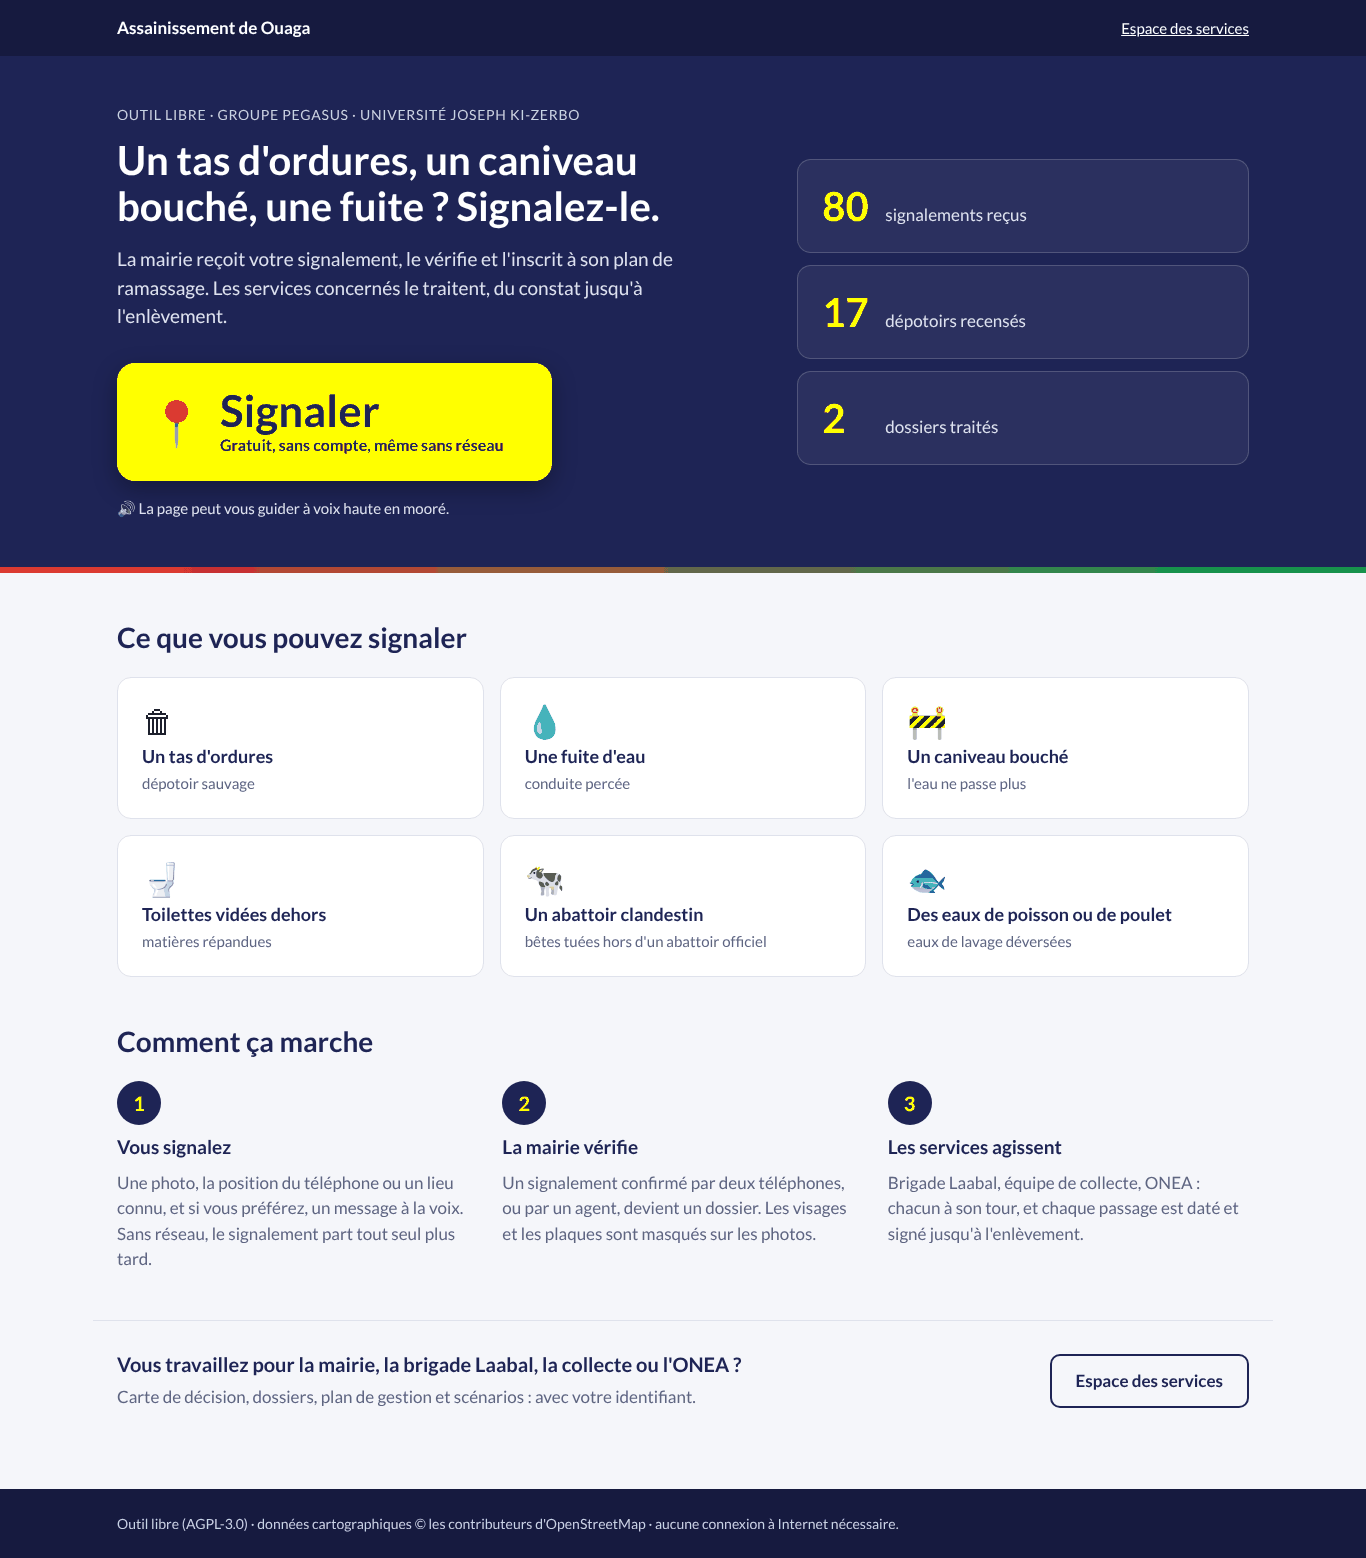 Assainissement de Ouaga
Espace des services
OUTIL LIBRE · GROUPE PEGASUS · UNIVERSITÉ JOSEPH KI-ZERBO
Un tas d'ordures, un caniveau
bouché, une fuite ? Signalez-le.
La mairie reçoit votre signalement, le vérifie et l'inscrit à son plan de
ramassage. Les services concernés le traitent, du constat jusqu'à
l'enlèvement.
Signaler
Gratuit, sans compte, même sans réseau
La page peut vous guider à voix haute en mooré.
80 signalements reçus
17 dépotoirs recensés
2 dossiers traités
Ce que vous pouvez signaler
Un tas d'ordures
dépotoir sauvage
Une fuite d'eau
conduite percée
Un caniveau bouché
l'eau ne passe plus
Toilettes vidées dehors
matières répandues
Un abattoir clandestin
bêtes tuées hors d'un abattoir officiel
Des eaux de poisson ou de poulet
eaux de lavage déversées
Comment ça marche
1
Vous signalez
Une photo, la position du téléphone ou un lieu
connu, et si vous préférez, un message à la voix.
Sans réseau, le signalement part tout seul plus
tard.
2
La mairie vérifie
Un signalement confirmé par deux téléphones,
ou par un agent, devient un dossier. Les visages
et les plaques sont masqués sur les photos.
3
Les services agissent
Brigade Laabal, équipe de collecte, ONEA :
chacun à son tour, et chaque passage est daté et
signé jusqu'à l'enlèvement.
Vous travaillez pour la mairie, la brigade Laabal, la collecte ou l'ONEA ?
Carte de décision, dossiers, plan de gestion et scénarios : avec votre identifiant.
Espace des services
Outil libre (AGPL-3.0) · données cartographiques © les contributeurs d'OpenStreetMap · aucune connexion à Internet nécessaire.